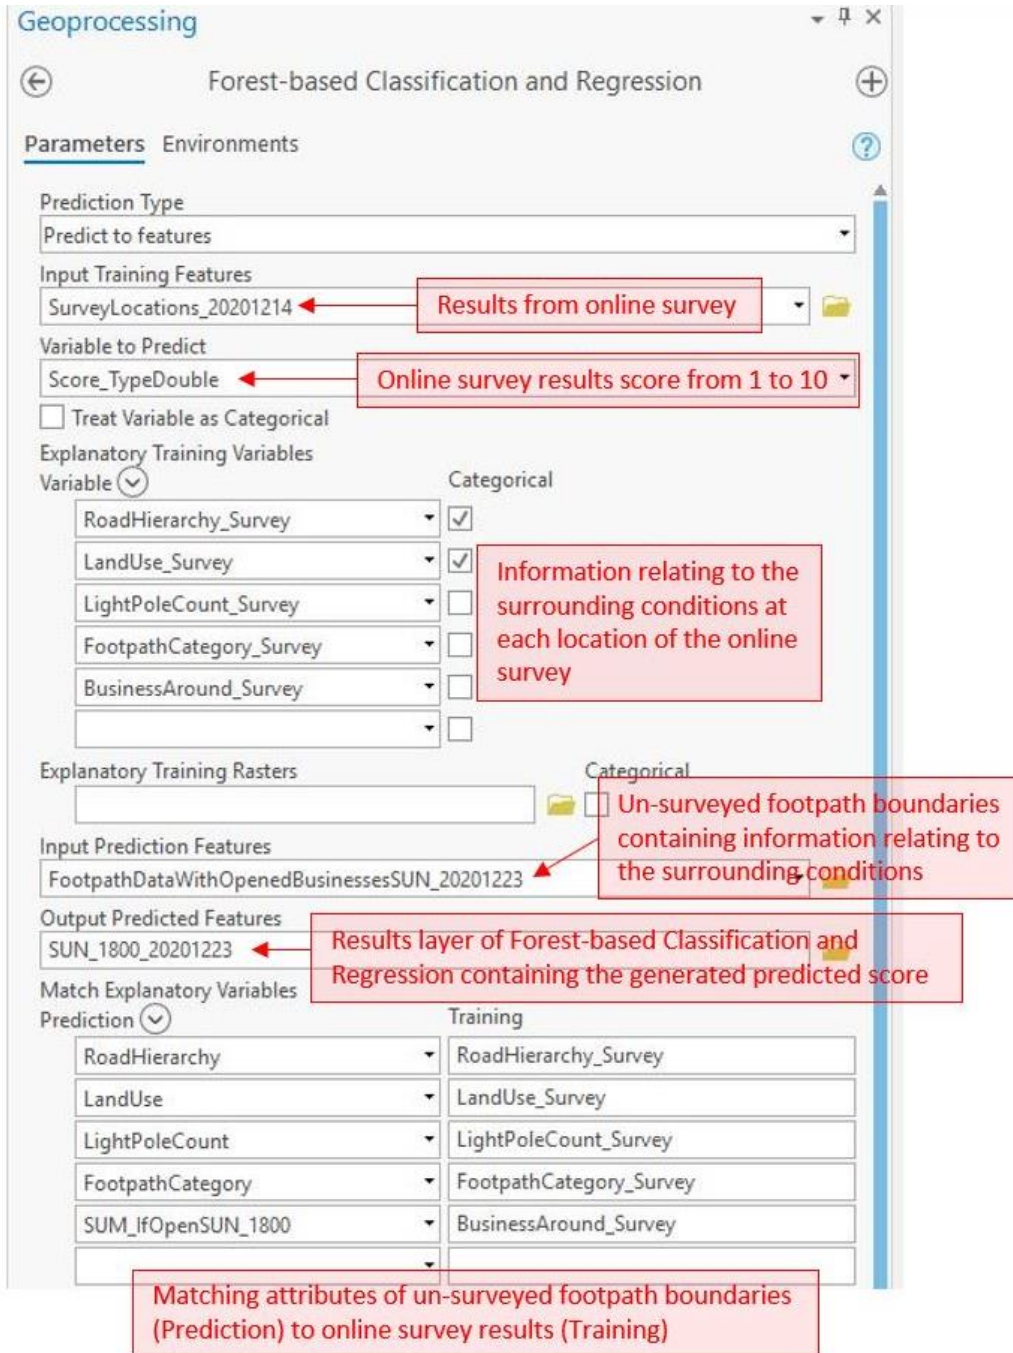 Geoprocessing
Forest-based Classification and Regression
Parameters Environments
Prediction Type
Predict to features
Input Training Features
SurveyLocations_20201214
Results from online survey
Variable to Predict
Score_TypeDouble
Online survey results score from 1 to 10
Treat Variable as Categorical
Explanatory Training Variables
Variable
Categorical
RoadHierarchy_Survey
LandUse_Survey
LightPoleCount_Survey
FootpathCategory_Survey
BusinessAround_Survey
Information relating to the
surrounding conditions at
each location of the online
survey
Explanatory Training Rasters
Categorical
Un-surveyed footpath boundaries
containing information relating to
the surrounding conditions
Input Prediction Features
FootpathDataWithOpenedBusinessesSUN_20201223
Output Predicted Features
SUN_1800_20201223
Results layer of Forest-based Classification and
Regression containing the generated predicted score
Match Explanatory Variables
Prediction
Training
RoadHierarchy RoadHierarchy_Survey
LandUse LandUse_Survey
LightPoleCount LightPoleCount_Survey
FootpathCategory FootpathCategory_Survey
SUM_IfOpenSUN_1800 BusinessAround_Survey
Matching attributes of un-surveyed footpath boundaries
(Prediction) to online survey results (Training)